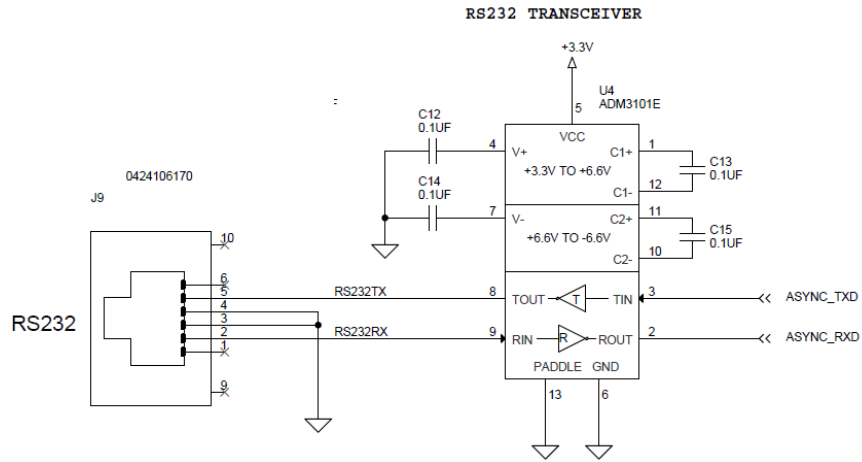 RS232 TRANSCEIVER
+3.3V
U4
ADM3101E
5
VCC
C12
0.1UF
4
V+
C1+
1
+3.3V TO +6.6V
C13
0.1UF
C1-
12
C14
0.1UF
7
V-
C2+
11
+6.6V TO -6.6V
C15
0.1UF
C2-
10
0424106170
J9
10
6
5
4
3
2
1
9
RS232
RS232TX
8
TOUT
T
TIN
3
ASYNC_TXD
RS232RX
9
RIN
R
ROUT
2
ASYNC_RXD
PADDLE
GND
13
6